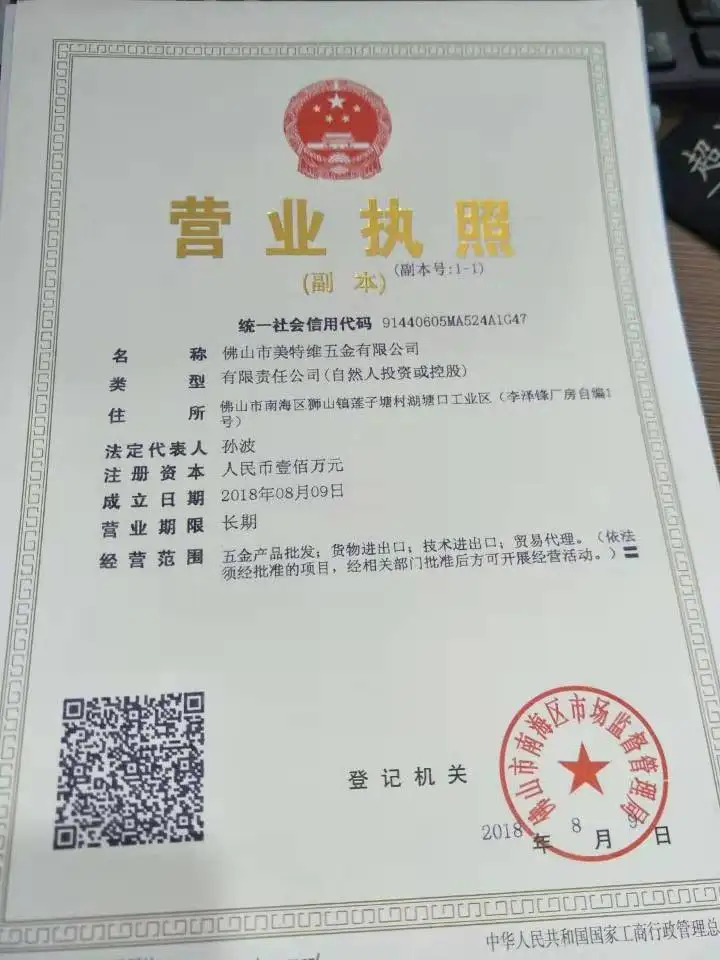 营业执照
(副 本)(副本号:1-1)
统一社会信用代码 91440605MA524A1G47
名 称 佛山市美特维五金有限公司
类 型 有限责任公司(自然人投资或控股)
住 所 佛山市南海区狮山镇莲子塘村湖塘口工业区（李泽锋厂房自编1
号）
法定代表人 孙波
注册资本 人民币壹佰万元
成立日期 2018年08月09日
营业期限 长期
经营范围 五金产品批发；货物进出口；技术进出口；贸易代理。（依法
须经批准的项目，经相关部门批准后方可开展经营活动。）〓
佛山市南海区市场监督管理局
登记机关
2018 年 8 月 9 日
中华人民共和国国家工商行政管理总
超